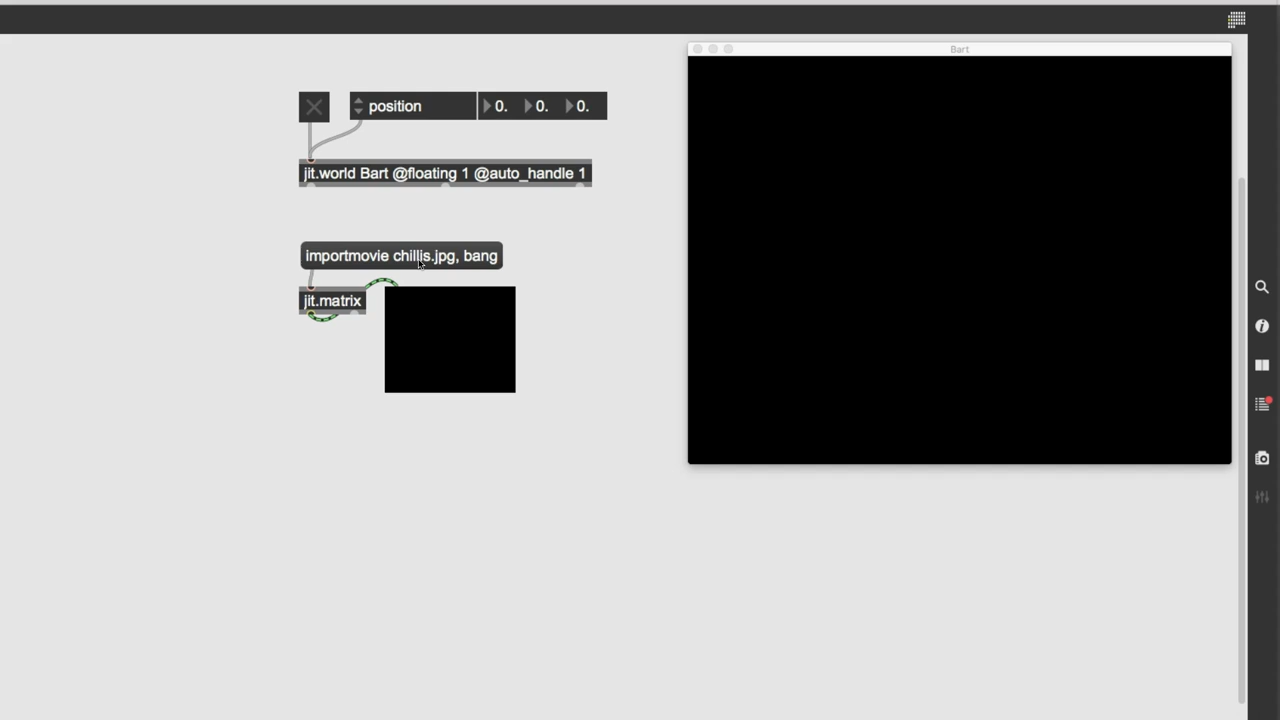 Bart
position 0. 0. 0.
jit.world Bart @floating 1 @auto_handle 1
importmovie chillis.jpg, bang
jit.matrix